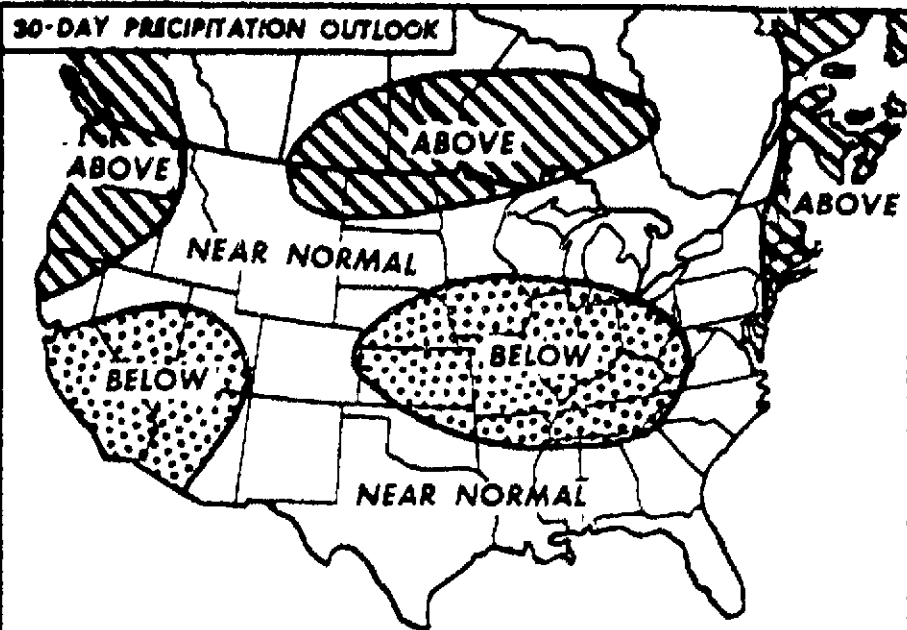 30-DAY PRECIPITATION OUTLOOK
ABOVE
ABOVE
ABOVE
NEAR NORMAL
BELOW
BELOW
NEAR NORMAL